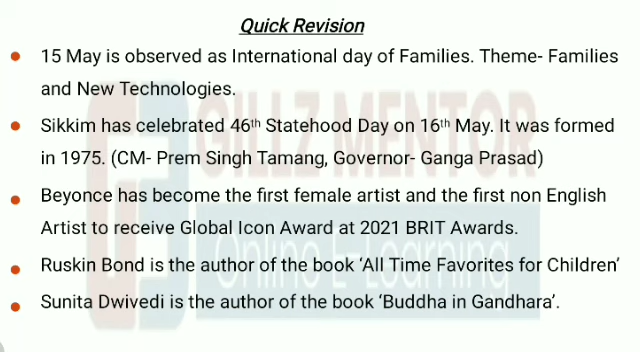 Quick Revision
15 May is observed as International day of Families. Theme- Families
and New Technologies.
Sikkim has celebrated 46th Statehood Day on 16th May. It was formed
in 1975. (CM- Prem Singh Tamang, Governor- Ganga Prasad)
Beyonce has become the first female artist and the first non English
Artist to receive Global Icon Award at 2021 BRIT Awards.
Ruskin Bond is the author of the book ‘All Time Favorites for Children’
Sunita Dwivedi is the author of the book ‘Buddha in Gandhara’.
GILLZ MENTOR
Online E-Learning